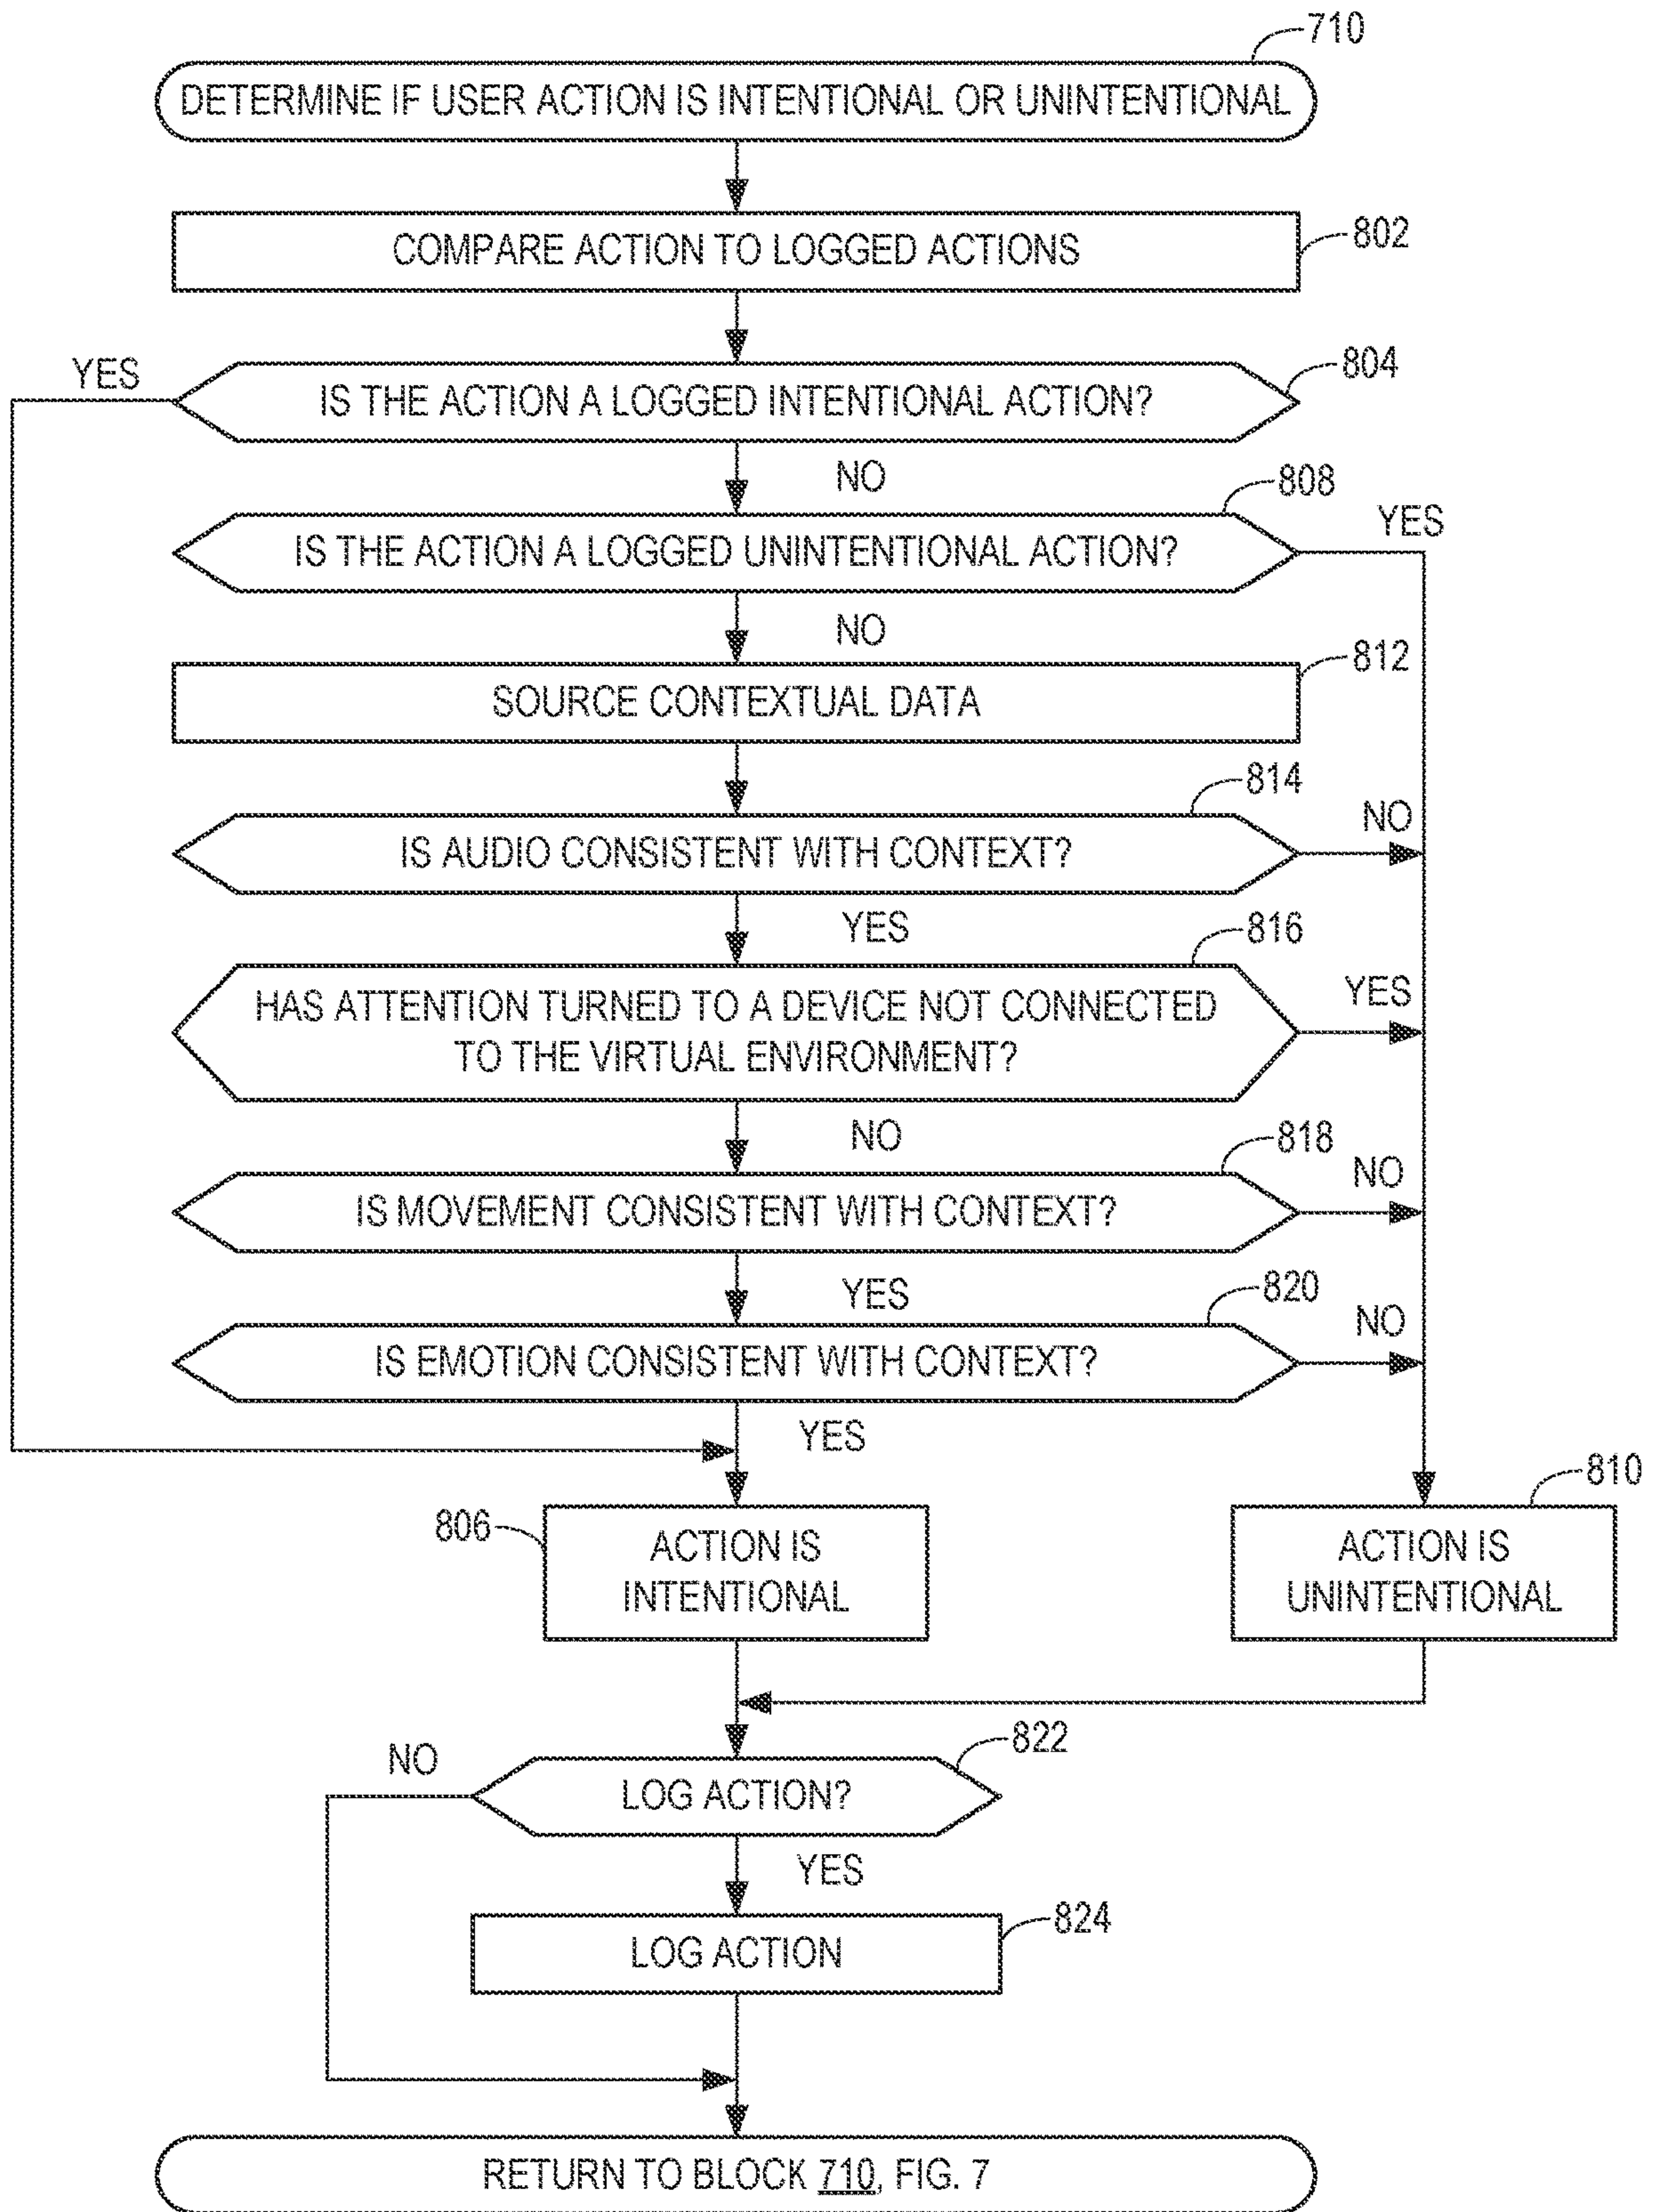 710
DETERMINE IF USER ACTION IS INTENTIONAL OR UNINTENTIONAL
COMPARE ACTION TO LOGGED ACTIONS
802
YES
IS THE ACTION A LOGGED INTENTIONAL ACTION?
804
NO
808
IS THE ACTION A LOGGED UNINTENTIONAL ACTION?
YES
NO
SOURCE CONTEXTUAL DATA
812
814
IS AUDIO CONSISTENT WITH CONTEXT?
NO
YES
816
HAS ATTENTION TURNED TO A DEVICE NOT CONNECTED
TO THE VIRTUAL ENVIRONMENT?
YES
NO
818
IS MOVEMENT CONSISTENT WITH CONTEXT?
NO
YES
820
IS EMOTION CONSISTENT WITH CONTEXT?
NO
YES
806
ACTION IS
INTENTIONAL
810
ACTION IS
UNINTENTIONAL
NO
822
LOG ACTION?
YES
LOG ACTION
824
RETURN TO BLOCK 710, FIG. 7